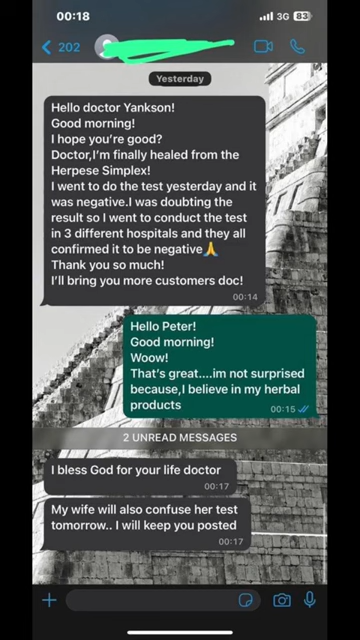 00:18
3G 83
202
Yesterday
Hello doctor Yankson!
Good morning!
I hope you're good?
Doctor,I'm finally healed from the
Herpese Simplex!
I went to do the test yesterday and it
was negative.I was doubting the
result so I went to conduct the test
in 3 different hospitals and they all
confirmed it to be negative🙏
Thank you so much!
I'll bring you more customers doc!
00:14
Hello Peter!
Good morning!
Woow!
That's great....im not surprised
because,I believe in my herbal
products
00:15
2 UNREAD MESSAGES
I bless God for your life doctor
00:17
My wife will also confuse her test
tomorrow.. I will keep you posted
00:17